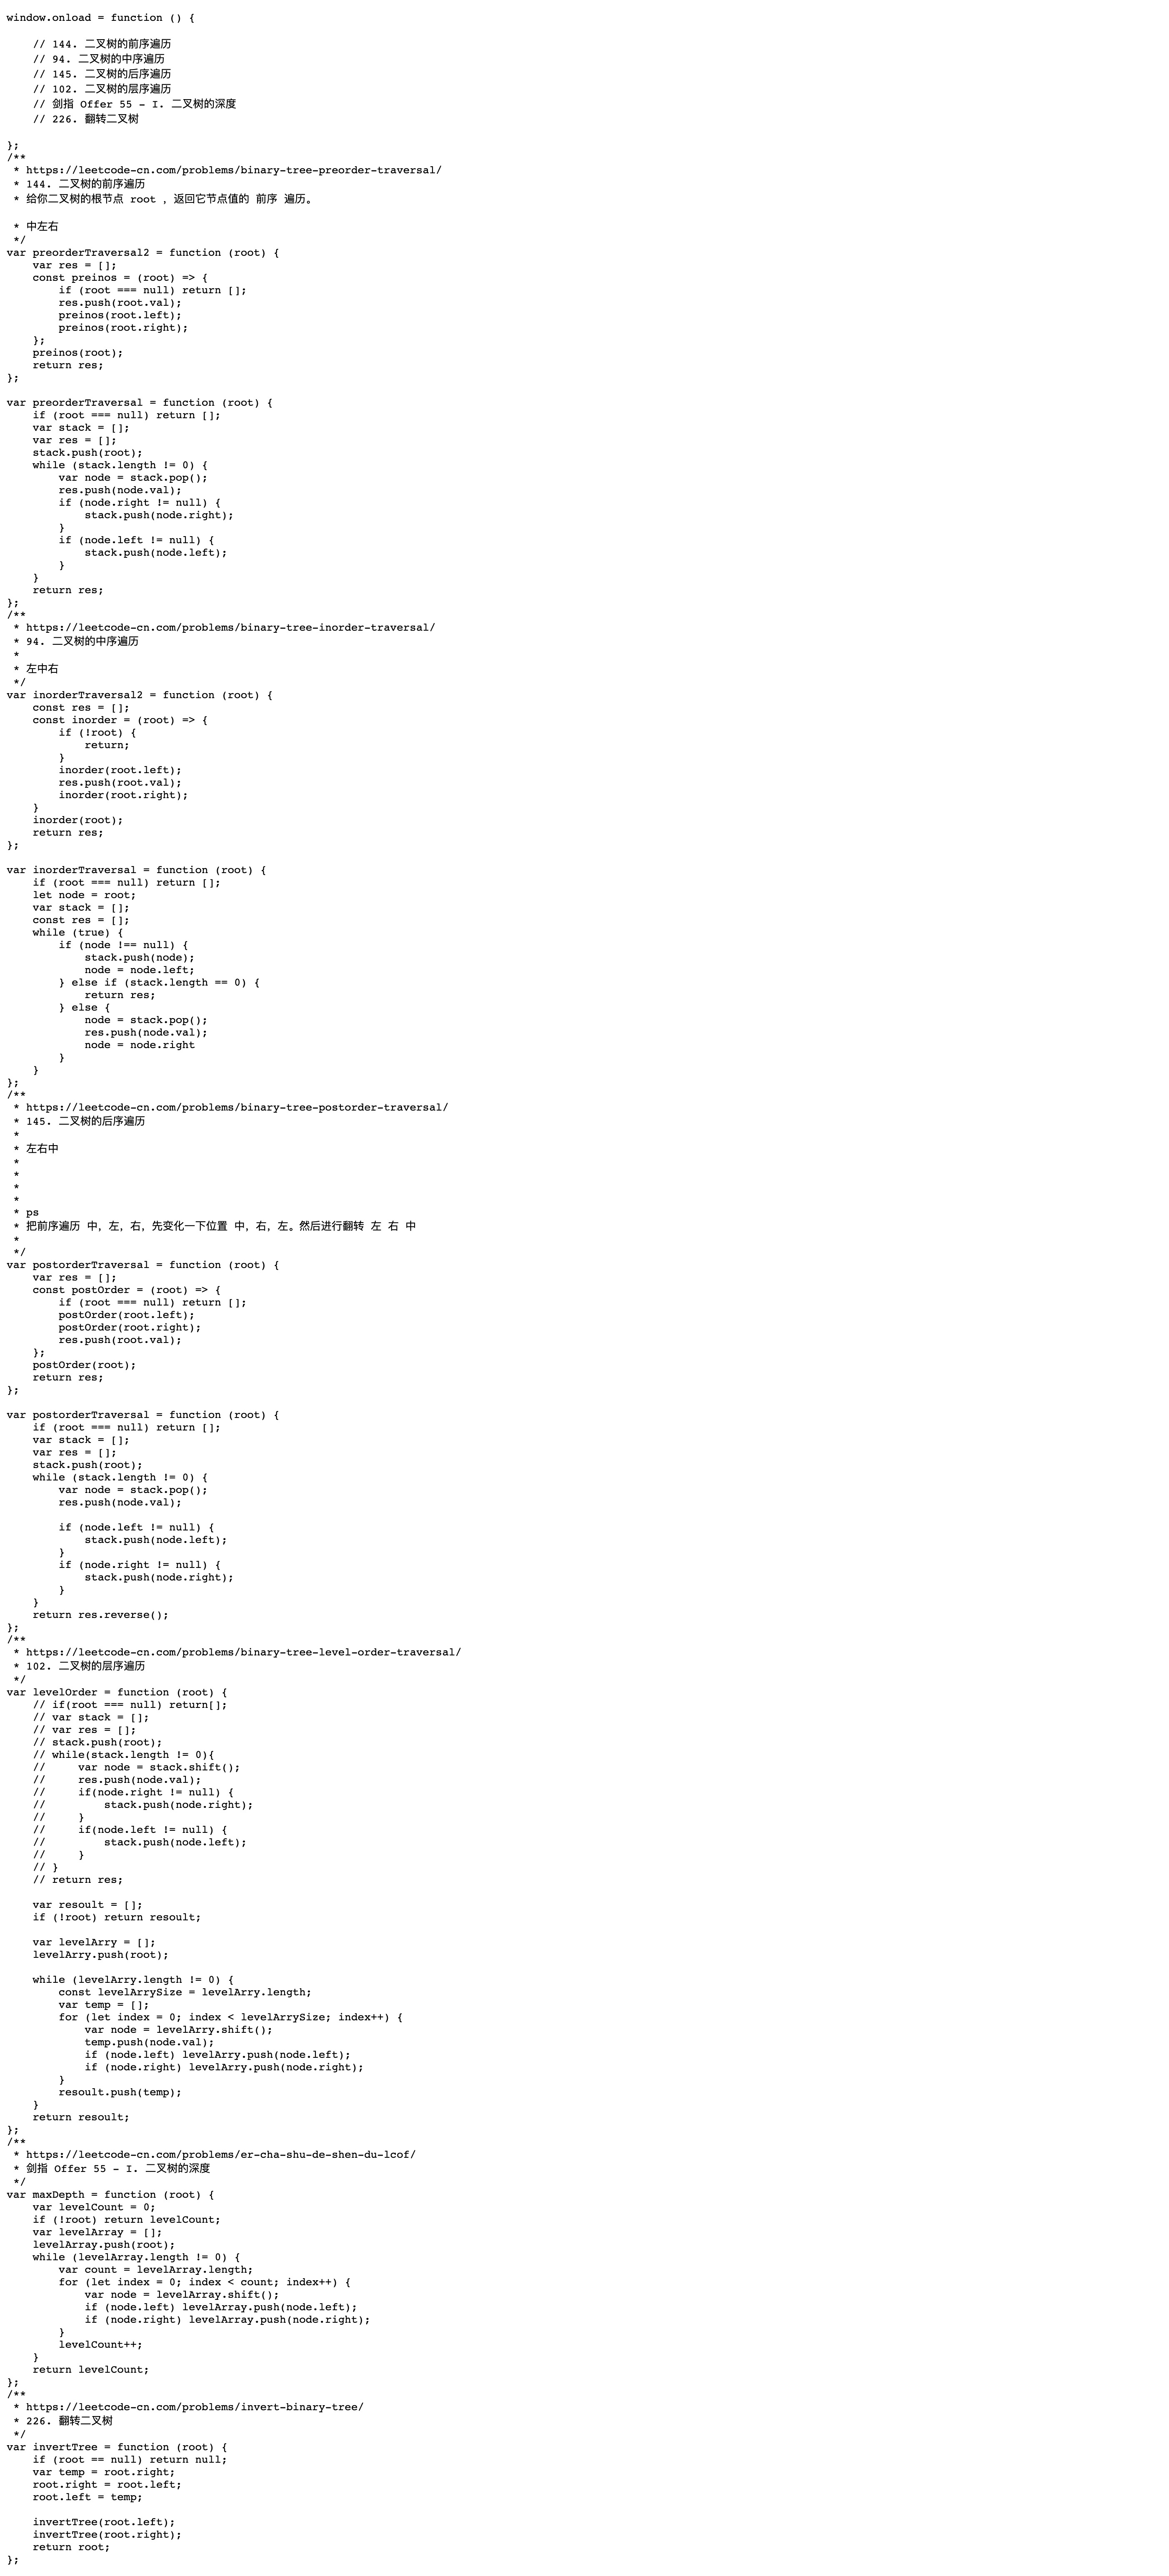 window.onload = function () {

    // 144. 二叉树的前序遍历
    // 94. 二叉树的中序遍历
    // 145. 二叉树的后序遍历
    // 102. 二叉树的层序遍历
    // 剑指 Offer 55 - I. 二叉树的深度
    // 226. 翻转二叉树

};
/**
 * https://leetcode-cn.com/problems/binary-tree-preorder-traversal/
 * 144. 二叉树的前序遍历
 * 给你二叉树的根节点 root ，返回它节点值的 前序 遍历。

 * 中左右
 */
var preorderTraversal2 = function (root) {
    var res = [];
    const preinos = (root) => {
        if (root === null) return [];
        res.push(root.val);
        preinos(root.left);
        preinos(root.right);
    };
    preinos(root);
    return res;
};

var preorderTraversal = function (root) {
    if (root === null) return [];
    var stack = [];
    var res = [];
    stack.push(root);
    while (stack.length != 0) {
        var node = stack.pop();
        res.push(node.val);
        if (node.right != null) {
            stack.push(node.right);
        }
        if (node.left != null) {
            stack.push(node.left);
        }
    }
    return res;
};
/**
 * https://leetcode-cn.com/problems/binary-tree-inorder-traversal/
 * 94. 二叉树的中序遍历
 *
 * 左中右
 */
var inorderTraversal2 = function (root) {
    const res = [];
    const inorder = (root) => {
        if (!root) {
            return;
        }
        inorder(root.left);
        res.push(root.val);
        inorder(root.right);
    }
    inorder(root);
    return res;
};

var inorderTraversal = function (root) {
    if (root === null) return [];
    let node = root;
    var stack = [];
    const res = [];
    while (true) {
        if (node !== null) {
            stack.push(node);
            node = node.left;
        } else if (stack.length == 0) {
            return res;
        } else {
            node = stack.pop();
            res.push(node.val);
            node = node.right
        }
    }
};
/**
 * https://leetcode-cn.com/problems/binary-tree-postorder-traversal/
 * 145. 二叉树的后序遍历
 *
 * 左右中
 *
 *
 *
 *
 * ps
 * 把前序遍历 中，左，右，先变化一下位置 中，右，左。然后进行翻转 左 右 中
 *
 */
var postorderTraversal = function (root) {
    var res = [];
    const postOrder = (root) => {
        if (root === null) return [];
        postOrder(root.left);
        postOrder(root.right);
        res.push(root.val);
    };
    postOrder(root);
    return res;
};

var postorderTraversal = function (root) {
    if (root === null) return [];
    var stack = [];
    var res = [];
    stack.push(root);
    while (stack.length != 0) {
        var node = stack.pop();
        res.push(node.val);

        if (node.left != null) {
            stack.push(node.left);
        }
        if (node.right != null) {
            stack.push(node.right);
        }
    }
    return res.reverse();
};
/**
 * https://leetcode-cn.com/problems/binary-tree-level-order-traversal/
 * 102. 二叉树的层序遍历
 */
var levelOrder = function (root) {
    // if(root === null) return[];
    // var stack = [];
    // var res = [];
    // stack.push(root);
    // while(stack.length != 0){
    //     var node = stack.shift();
    //     res.push(node.val);
    //     if(node.right != null) {
    //         stack.push(node.right);
    //     }
    //     if(node.left != null) {
    //         stack.push(node.left);
    //     }
    // }
    // return res;

    var resoult = [];
    if (!root) return resoult;

    var levelArry = [];
    levelArry.push(root);

    while (levelArry.length != 0) {
        const levelArrySize = levelArry.length;
        var temp = [];
        for (let index = 0; index < levelArrySize; index++) {
            var node = levelArry.shift();
            temp.push(node.val);
            if (node.left) levelArry.push(node.left);
            if (node.right) levelArry.push(node.right);
        }
        resoult.push(temp);
    }
    return resoult;
};
/**
 * https://leetcode-cn.com/problems/er-cha-shu-de-shen-du-lcof/
 * 剑指 Offer 55 - I. 二叉树的深度
 */
var maxDepth = function (root) {
    var levelCount = 0;
    if (!root) return levelCount;
    var levelArray = [];
    levelArray.push(root);
    while (levelArray.length != 0) {
        var count = levelArray.length;
        for (let index = 0; index < count; index++) {
            var node = levelArray.shift();
            if (node.left) levelArray.push(node.left);
            if (node.right) levelArray.push(node.right);
        }
        levelCount++;
    }
    return levelCount;
};
/**
 * https://leetcode-cn.com/problems/invert-binary-tree/
 * 226. 翻转二叉树
 */
var invertTree = function (root) {
    if (root == null) return null;
    var temp = root.right;
    root.right = root.left;
    root.left = temp;

    invertTree(root.left);
    invertTree(root.right);
    return root;
};